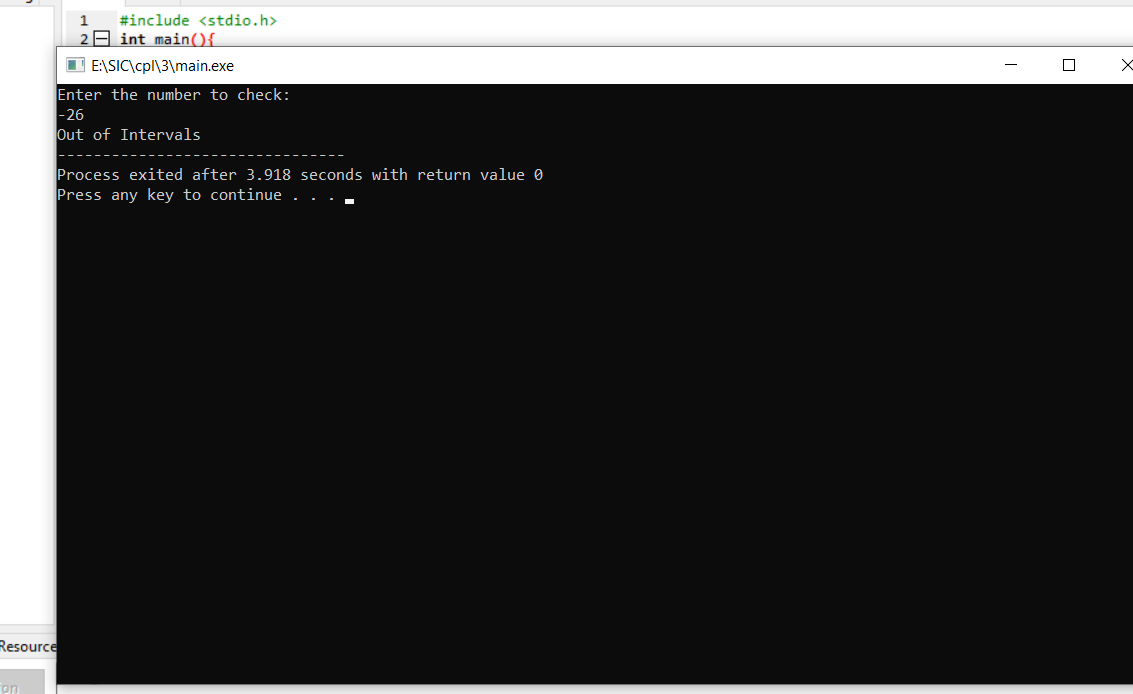 1 #include <stdio.h>
2 int main(){
E:\SIC\cpl\3\main.exe
Enter the number to check:
-26
Out of Intervals
--------------------------------
Process exited after 3.918 seconds with return value 0
Press any key to continue . . .
Resource